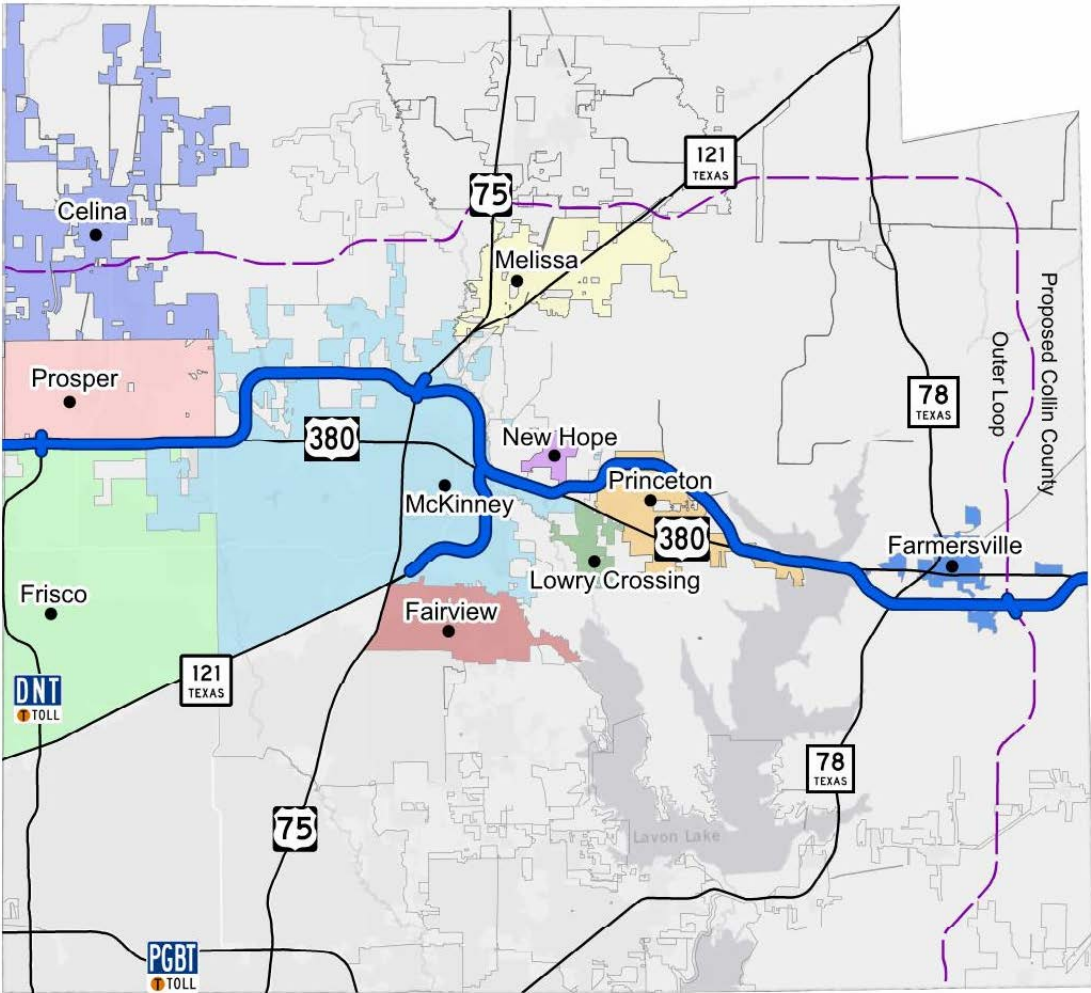 121
TEXAS
75
Celina
Melissa
Proposed Collin County
Outer Loop
Prosper
78
TEXAS
380
New Hope
Princeton
McKinney
380
Farmersville
Lowry Crossing
Frisco
Fairview
121
TEXAS
DNT
T TOLL
78
TEXAS
75
Lavon Lake
PGBT
T TOLL